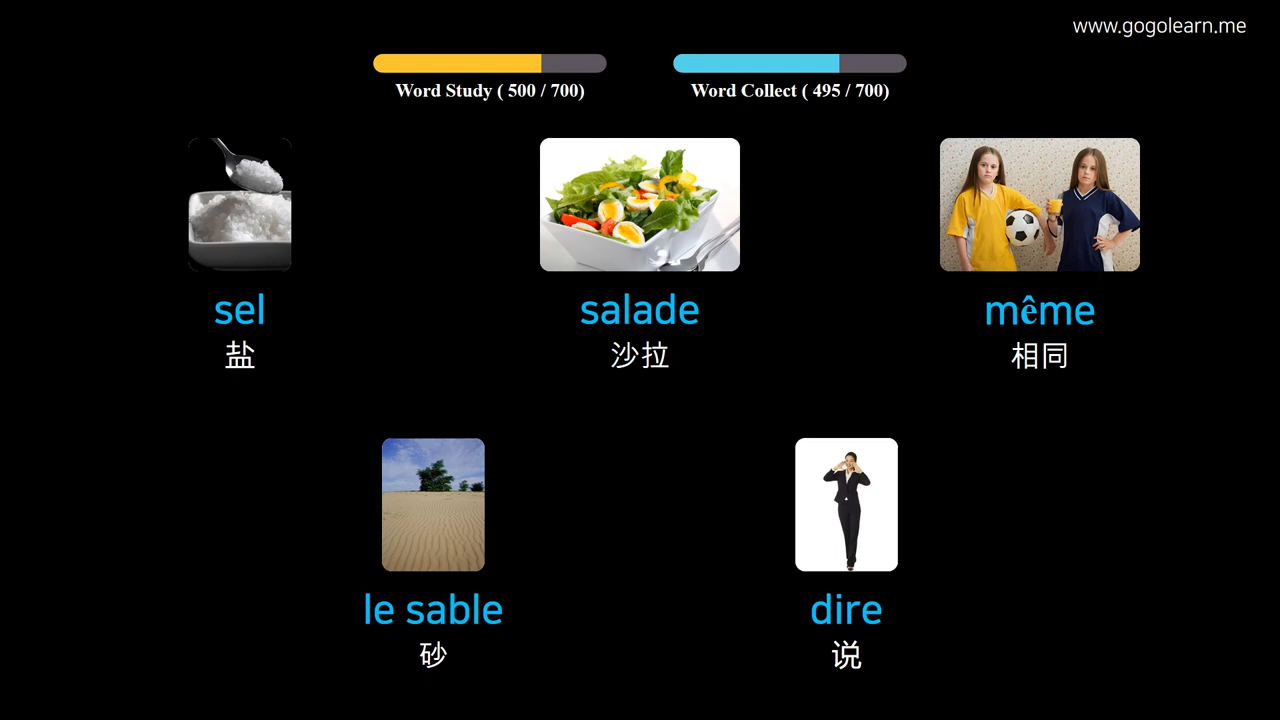 www.gogolearn.me
Word Study ( 500 / 700)
Word Collect ( 495 / 700)
sel
盐
salade
沙拉
même
相同
le sable
砂
dire
说